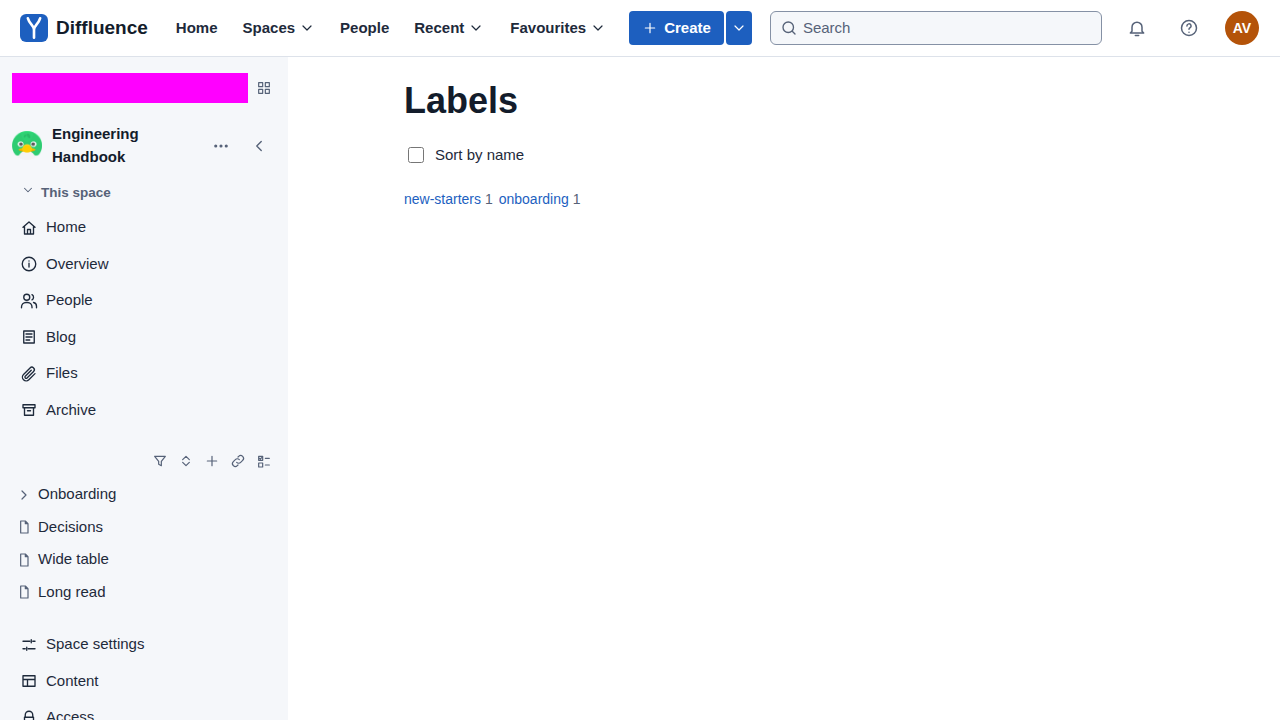 Diffluence Home Spaces People Recent Favourites Create Search AV
Engineering
Handbook
This space
Home
Overview
People
Blog
Files
Archive
Onboarding
Decisions
Wide table
Long read
Space settings
Content
Access
Labels
Sort by name
new-starters 1 onboarding 1